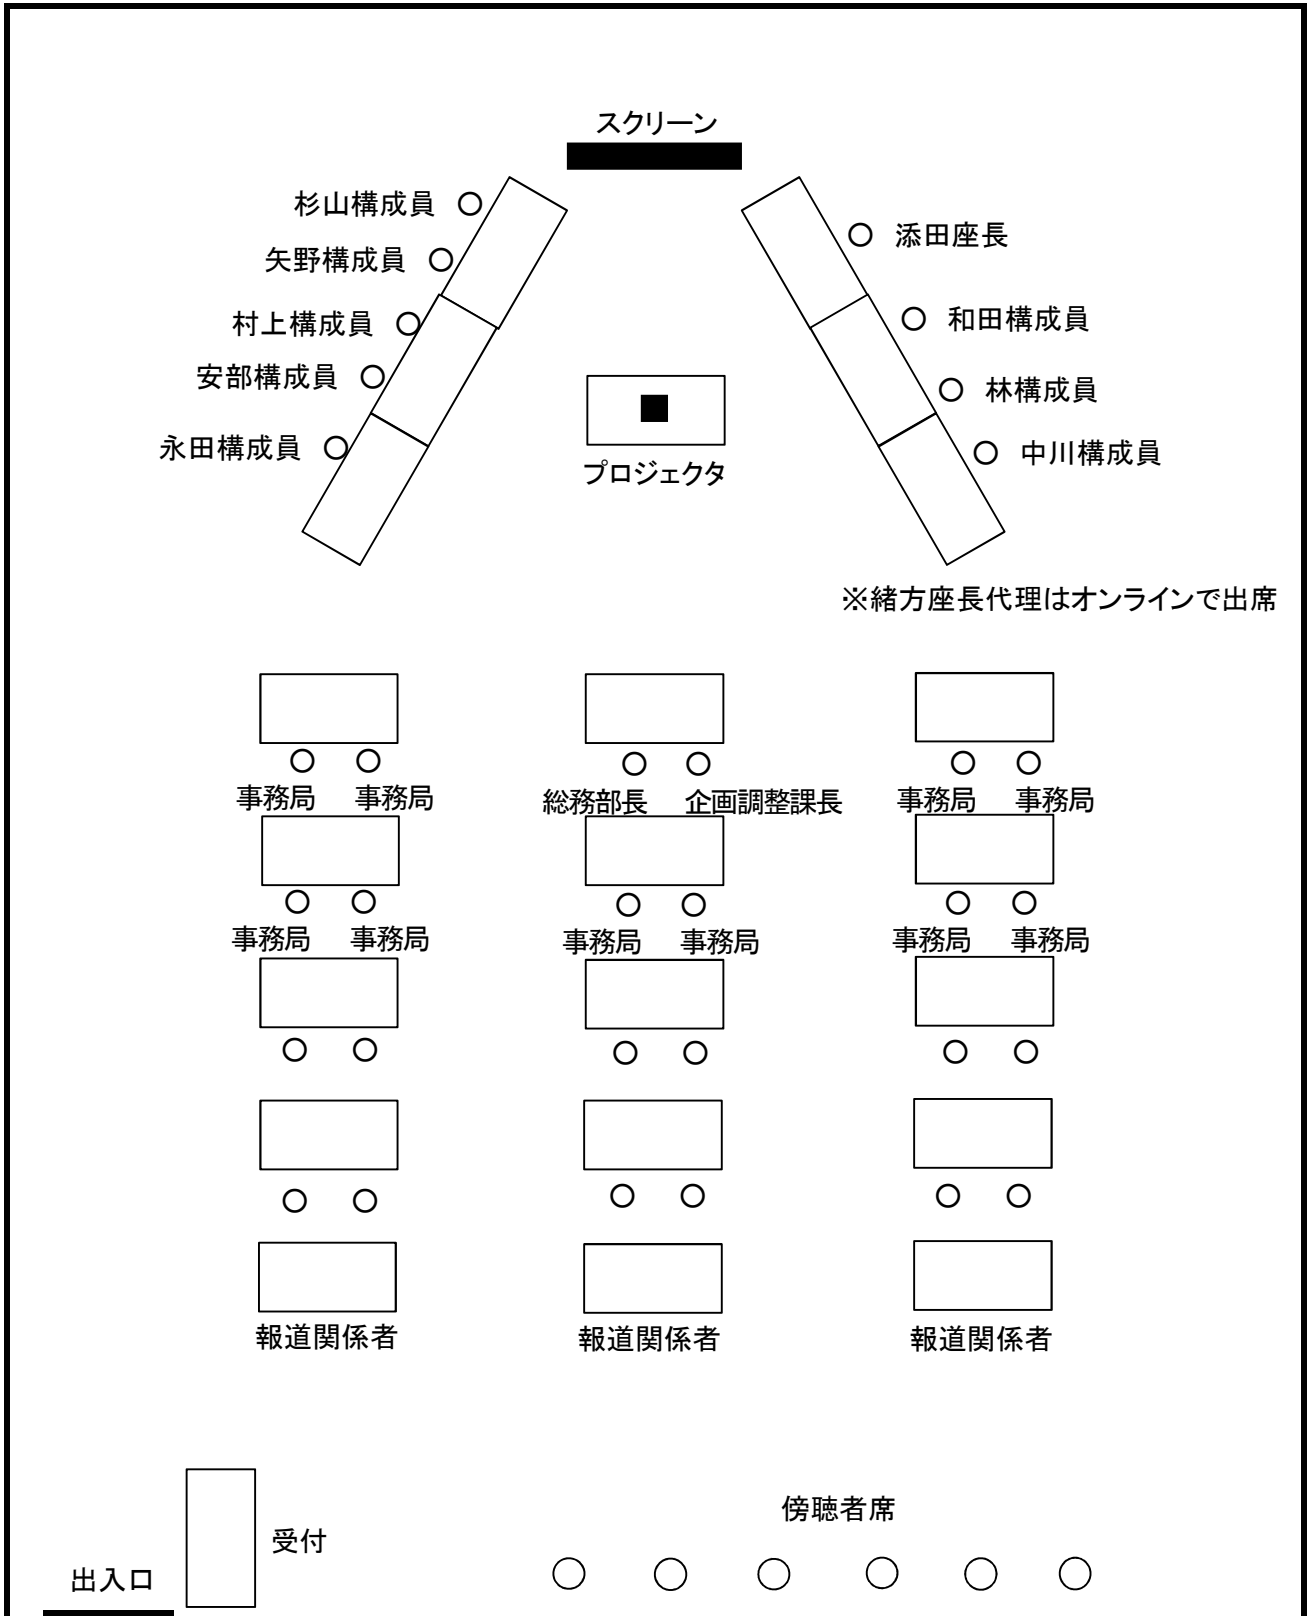 スクリーン
杉山構成員
添田座長
矢野構成員
村上構成員
和田構成員
安部構成員
林構成員
永田構成員
中川構成員
プロジェクタ
※緒方座長代理はオンラインで出席
事務局 事務局 総務部長 企画調整課長 事務局 事務局
事務局 事務局 事務局 事務局 事務局 事務局
報道関係者 報道関係者 報道関係者
傍聴者席
受付
出入口